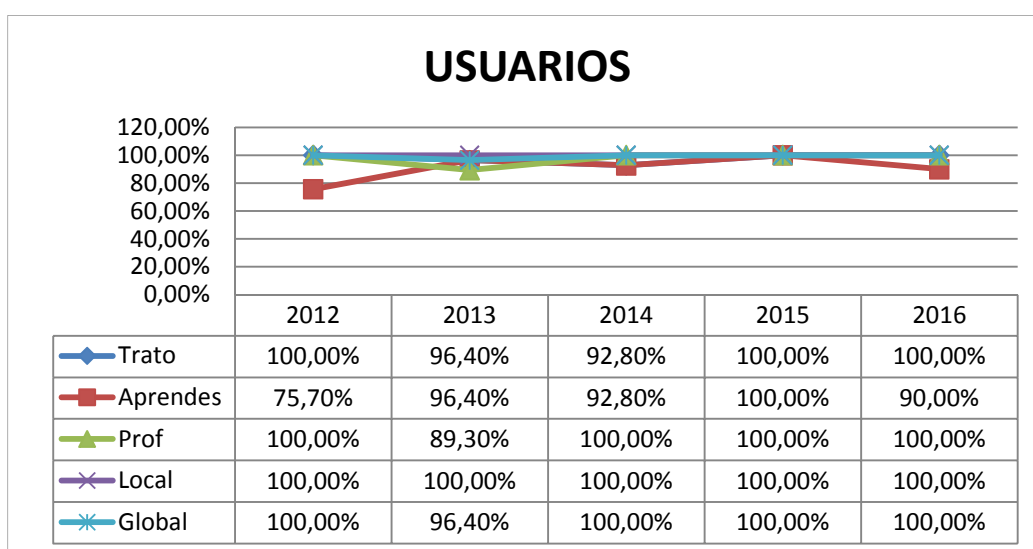 USUARIOS
120,00%
100,00%
80,00%
60,00%
40,00%
20,00%
0,00%
2012 2013 2014 2015 2016
Trato 100,00% 96,40% 92,80% 100,00% 100,00%
Aprendes 75,70% 96,40% 92,80% 100,00% 90,00%
Prof 100,00% 89,30% 100,00% 100,00% 100,00%
Local 100,00% 100,00% 100,00% 100,00% 100,00%
Global 100,00% 96,40% 100,00% 100,00% 100,00%